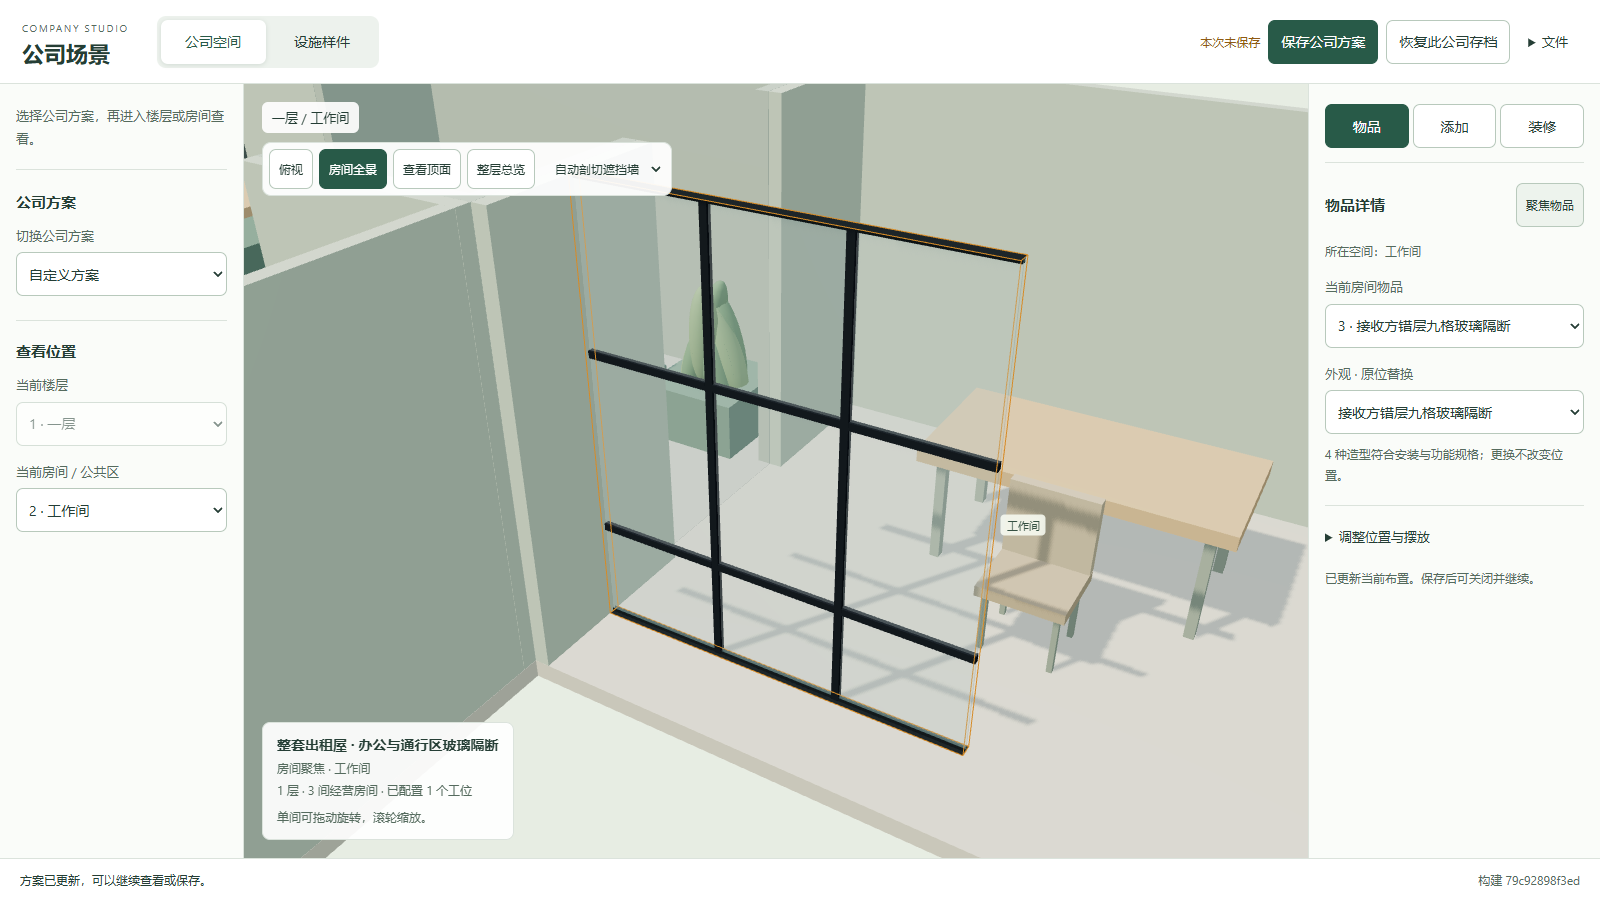 COMPANY STUDIO
公司场景
公司空间
设施样件
本次未保存
保存公司方案
恢复此公司存档
文件
选择公司方案，再进入楼层或房间查
看。
公司方案
切换公司方案
自定义方案
查看位置
当前楼层
1 · 一层
当前房间 / 公共区
2 · 工作间
一层 / 工作间
俯视
房间全景
查看顶面
整层总览
自动剖切遮挡墙
工作间
整套出租屋 · 办公与通行区玻璃隔断
房间聚焦 · 工作间
1 层 · 3 间经营房间 · 已配置 1 个工位
单间可拖动旋转，滚轮缩放。
物品
添加
装修
物品详情
聚焦物品
所在空间：工作间
当前房间物品
3 · 接收方错层九格玻璃隔断
外观 · 原位替换
接收方错层九格玻璃隔断
4 种造型符合安装与功能规格；更换不改变位
置。
调整位置与摆放
已更新当前布置。保存后可关闭并继续。
方案已更新，可以继续查看或保存。
构建 79c92898f3ed